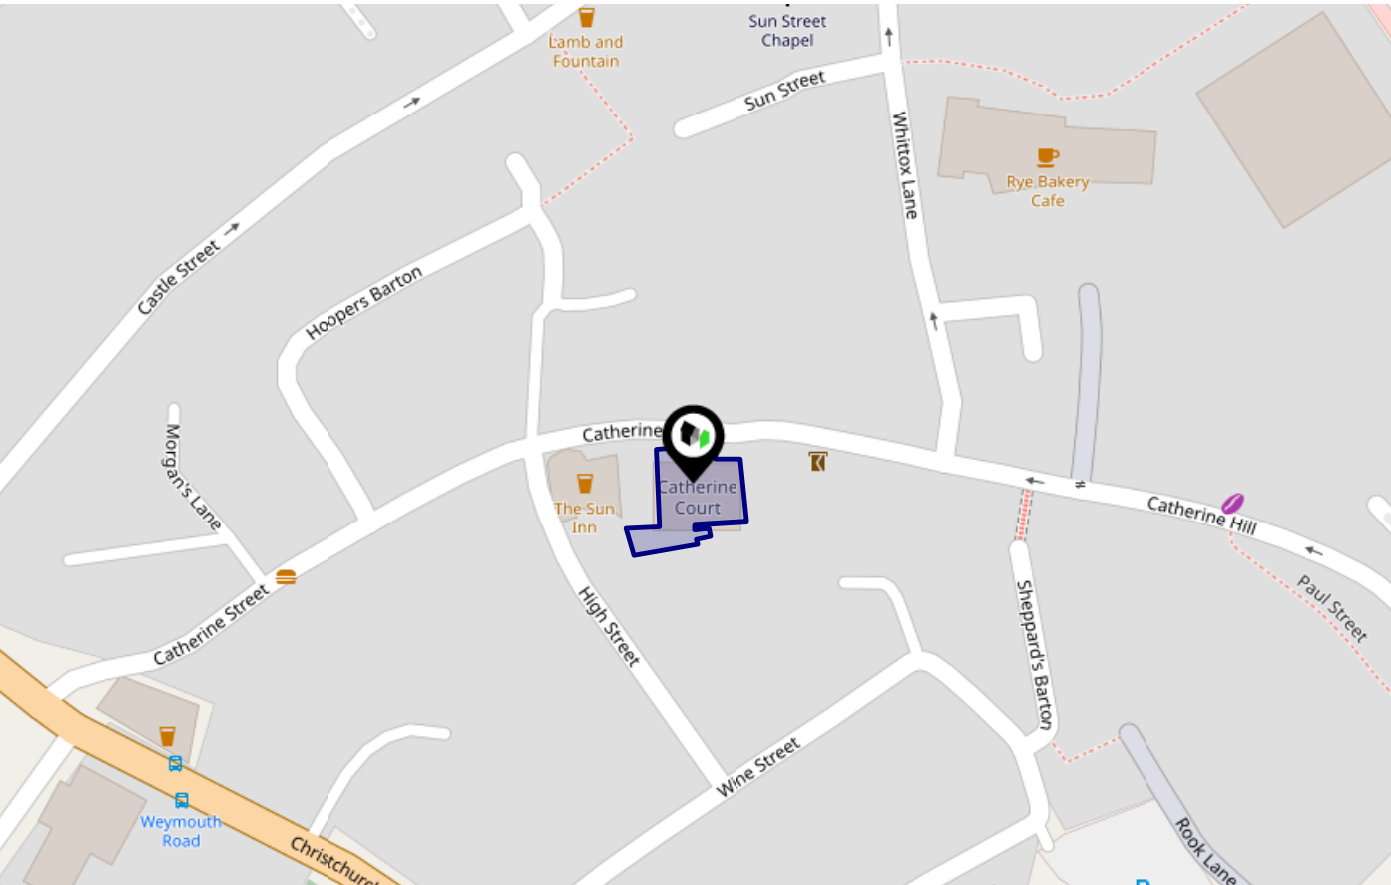 Lamb and
Fountain
Sun Street
Chapel
Sun Street
Whittox Lane
Rye Bakery
Cafe
Castle Street
Hoopers Barton
Morgan's Lane
Catherine
Catherine
Court
The Sun
Inn
Catherine Hill
Paul Street
High Street
Sheppard's Barton
Catherine Street
Wine Street
Weymouth
Road
Christchurch
Rook Lane